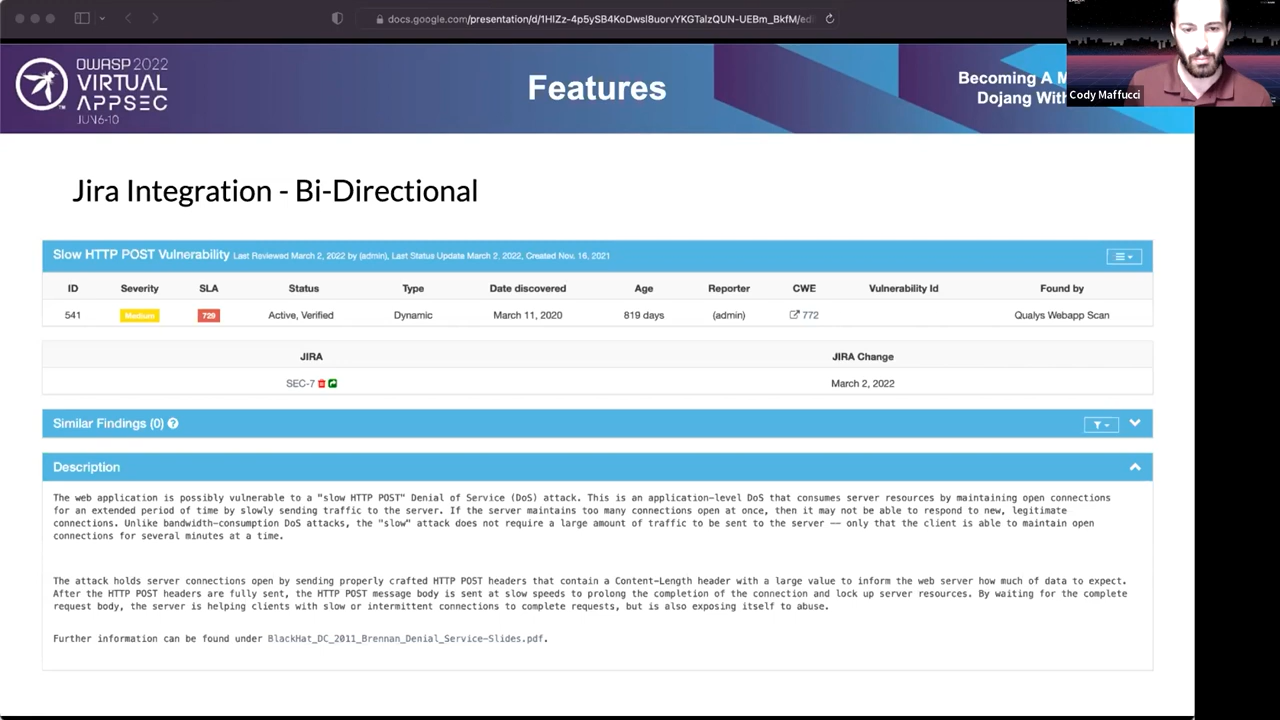 docs.google.com/presentation/d/1HIZz-4p5ySB4KoDwsl8uorvYKGTalzQUN-UEBm_BkfM/edi
OWASP 2022
VIRTUAL
APPSEC
JUN 6-10
Features
Becoming A M
Dojang With
Cody Maffucci
Jira Integration - Bi-Directional
Slow HTTP POST Vulnerability Last Reviewed March 2, 2022 by (admin), Last Status Update March 2, 2022, Created Nov. 16, 2021
ID Severity SLA Status Type Date discovered Age Reporter CWE Vulnerability Id Found by
541 Medium 729 Active, Verified Dynamic March 11, 2020 819 days (admin) 772 Qualys Webapp Scan
JIRA JIRA Change
SEC-7 March 2, 2022
Similar Findings (0)
Description
The web application is possibly vulnerable to a "slow HTTP POST" Denial of Service (DoS) attack. This is an application-level DoS that consumes server resources by maintaining open connections
for an extended period of time by slowly sending traffic to the server. If the server maintains too many connections open at once, then it may not be able to respond to new, legitimate
connections. Unlike bandwidth-consumption DoS attacks, the "slow" attack does not require a large amount of traffic to be sent to the server -- only that the client is able to maintain open
connections for several minutes at a time.
The attack holds server connections open by sending properly crafted HTTP POST headers that contain a Content-Length header with a large value to inform the web server how much of data to expect.
After the HTTP POST headers are fully sent, the HTTP POST message body is sent at slow speeds to prolong the completion of the connection and lock up server resources. By waiting for the complete
request body, the server is helping clients with slow or intermittent connections to complete requests, but is also exposing itself to abuse.
Further information can be found under BlackHat_DC_2011_Brennan_Denial_Service-Slides.pdf.